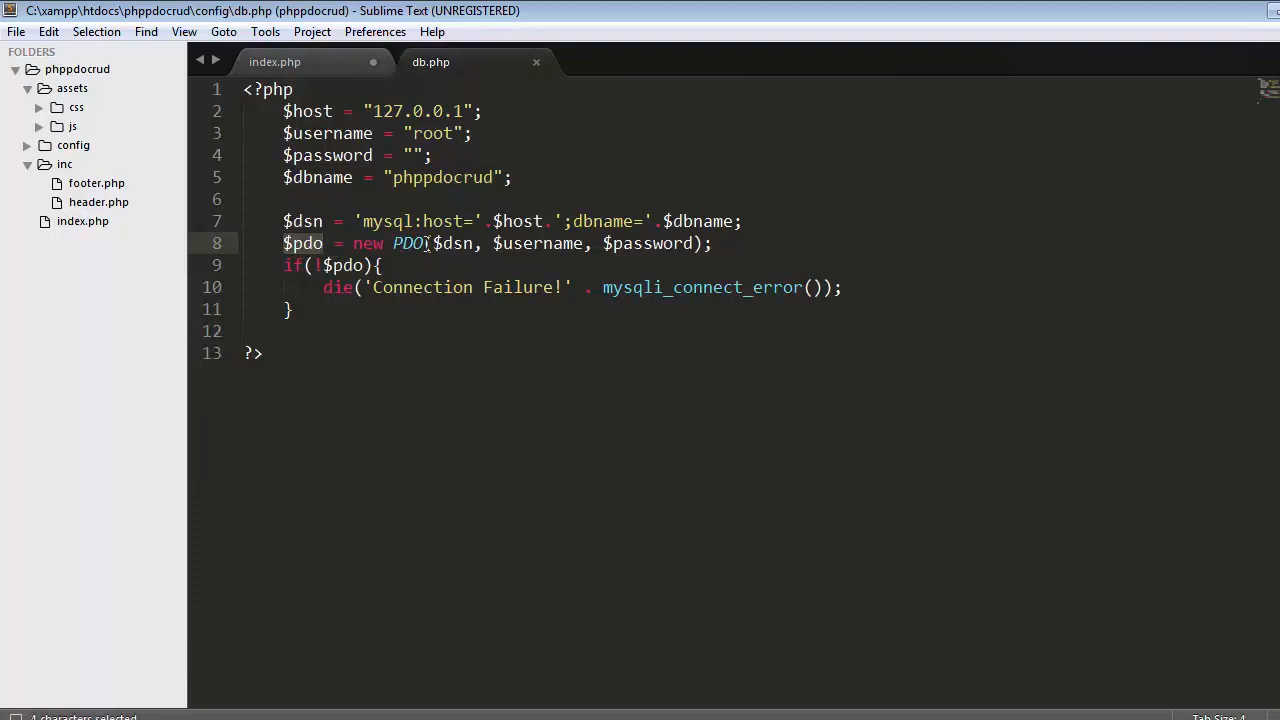 C:\xampp\htdocs\phppdocrud\config\db.php (phppdocrud) - Sublime Text (UNREGISTERED)
File Edit Selection Find View Goto Tools Project Preferences Help
FOLDERS
phppdocrud
assets
css
js
config
inc
footer.php
header.php
index.php
index.php db.php
1 <?php
2 $host = "127.0.0.1";
3 $username = "root";
4 $password = "";
5 $dbname = "phppdocrud";
6
7 $dsn = 'mysql:host='.$host.';dbname='.$dbname;
8 $pdo = new PDO($dsn, $username, $password);
9 if(!$pdo){
10 die('Connection Failure!' . mysqli_connect_error());
11 }
12
13 ?>
4 characters selected Tab Size: 4